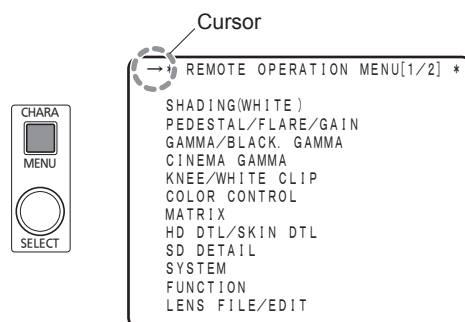 Cursor
→* REMOTE OPERATION MENU[1/2] *
SHADING(WHITE)
PEDESTAL/FLARE/GAIN
GAMMA/BLACK. GAMMA
CINEMA GAMMA
KNEE/WHITE CLIP
COLOR CONTROL
MATRIX
HD DTL/SKIN DTL
SD DETAIL
SYSTEM
FUNCTION
LENS FILE/EDIT
CHARA
MENU
SELECT